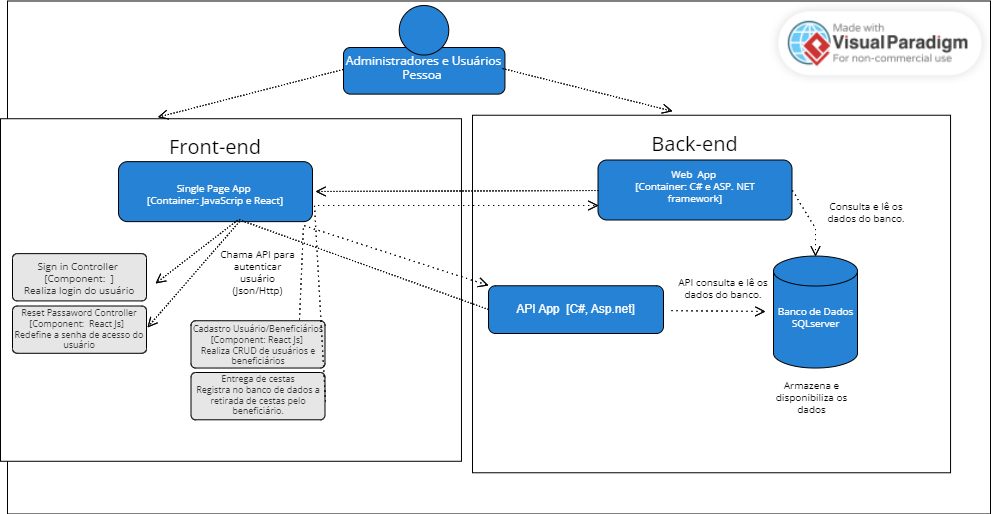 Made with
VisualParadigm
For non-commercial use
Administradores e Usuários
Pessoa
Front-end
Single Page App
[Container: JavaScrip e React]
Sign in Controller
[Component:  ]
Realiza login do usuário
Reset Passaword Controller
[Component:  React Js]
Redefine a senha de acesso do
usuário
Chama API para
autenticar
usuário
(Json/Http)
Cadastro Usuário/Beneficiários
[Component: React Js]
Realiza CRUD de usuários e
beneficiários
Entrega de cestas
Registra no banco de dados a
retirada de cestas pelo
beneficiário.
Back-end
Web  App
[Container: C# e ASP. NET
framework]
Consulta e lê os
dados do banco.
API App  [C#, Asp.net]
API consulta e lê os
dados do banco.
Banco de Dados
SQLserver
Armazena e
disponibiliza os
dados